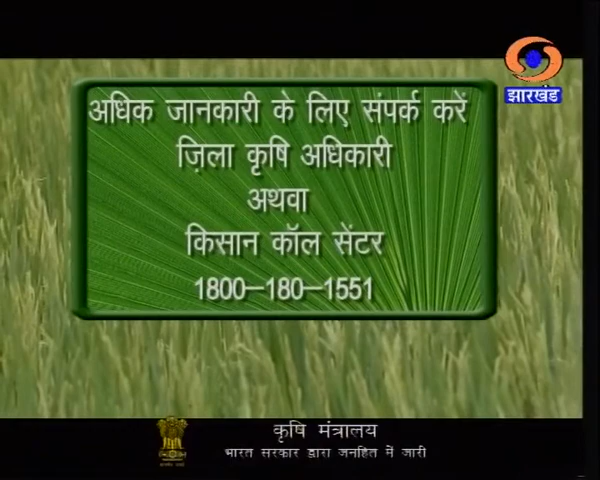 झारखंड
अधिक जानकारी के लिए संपर्क करें
ज़िला कृषि अधिकारी
अथवा
किसान कॉल सेंटर
1800-180-1551
कृषि मंत्रालय
भारत सरकार द्वारा जनहित में जारी